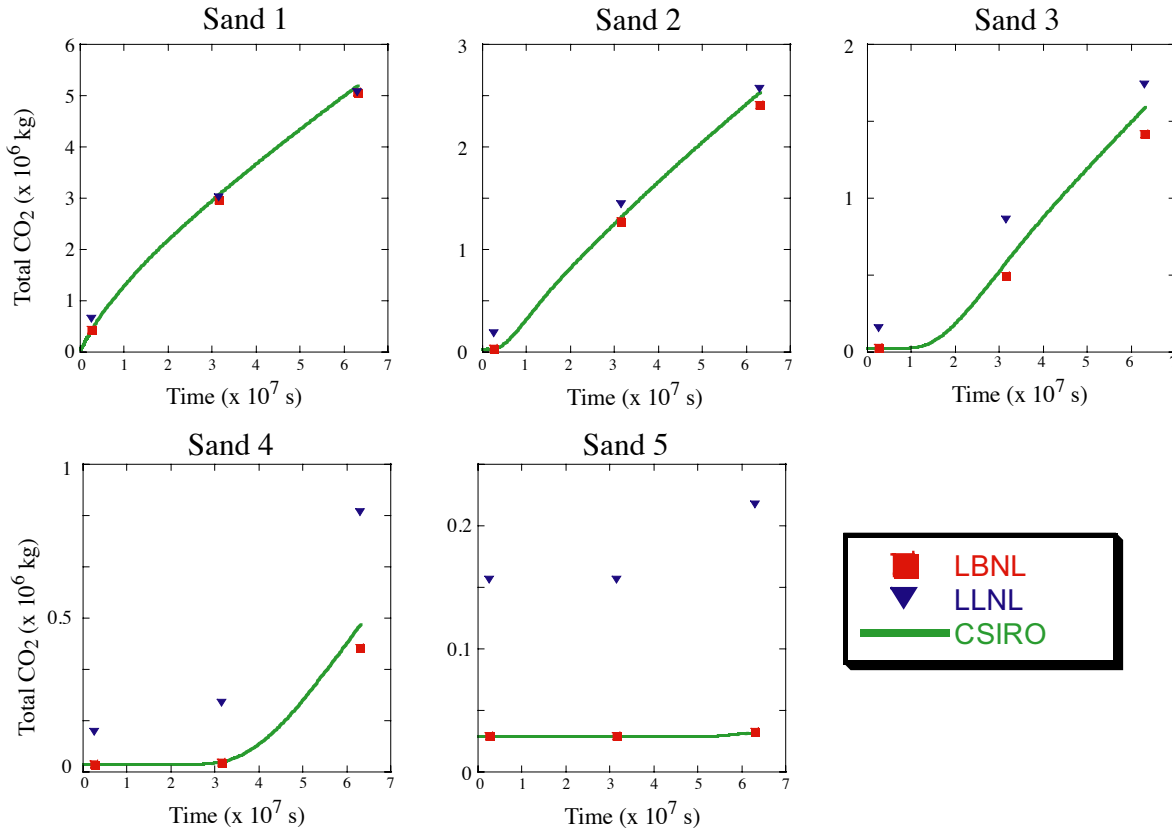 Sand 1
Sand 2
Sand 3
Total CO2 (x 10^6 kg)
6
5
4
3
2
1
0
0 1 2 3 4 5 6 7
Time (x 10^7 s)
3
2
1
0
0 1 2 3 4 5 6 7
Time (x 10^7 s)
2
1
0
0 1 2 3 4 5 6 7
Time (x 10^7 s)
Sand 4
Sand 5
Total CO2 (x 10^6 kg)
1
0.5
0
0 1 2 3 4 5 6 7
Time (x 10^7 s)
0.2
0.1
0
0 1 2 3 4 5 6 7
Time (x 10^7 s)
LBNL
LLNL
CSIRO